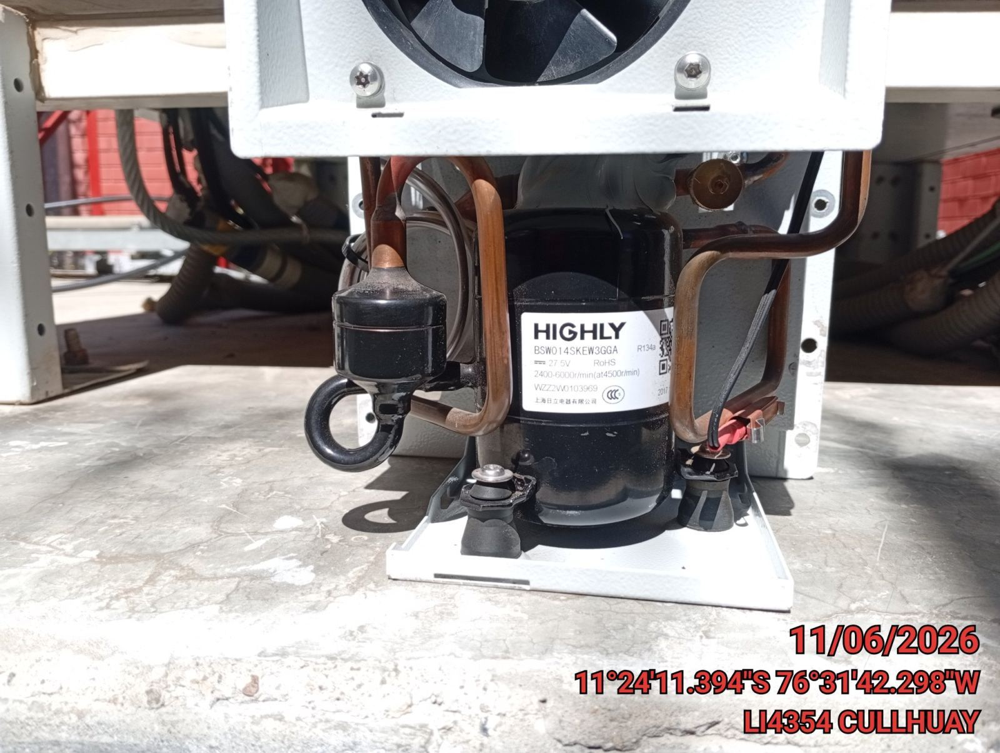 HIGHLY
BSW014SKEW3GGA R134a
27.5V RoHS
2400-6000r/min(at4500r/min)
WZZ2W0103969
2017
上海日立电器有限公司
11/06/2026
11°24'11.394"S 76°31'42.298"W
LI4354 CULLHUAY